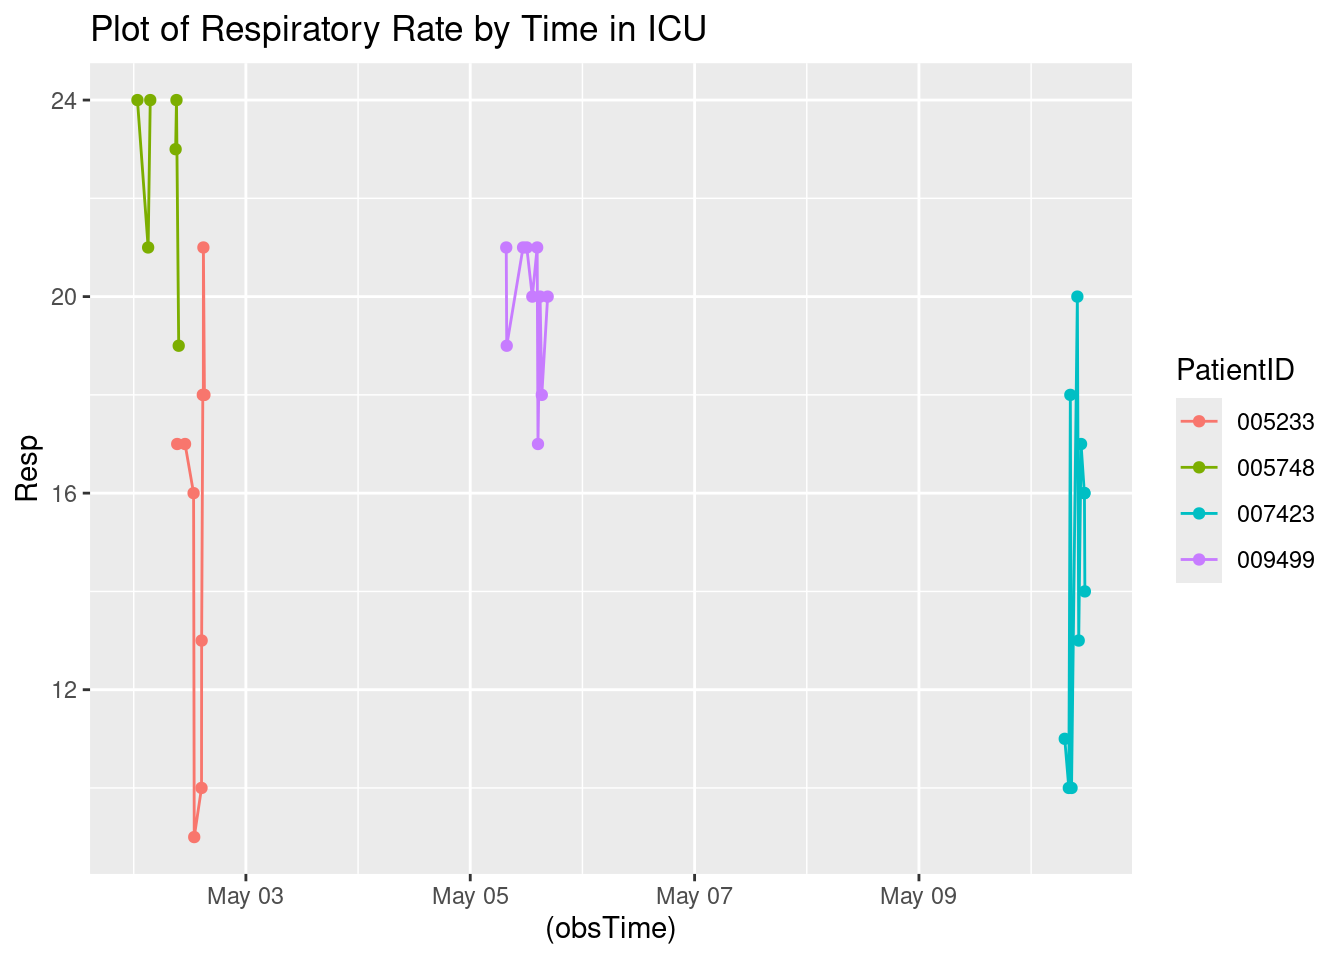 Plot of Respiratory Rate by Time in ICU
24
20
16
12
Resp
May 03
May 05
May 07
May 09
(obsTime)
PatientID
005233
005748
007423
009499